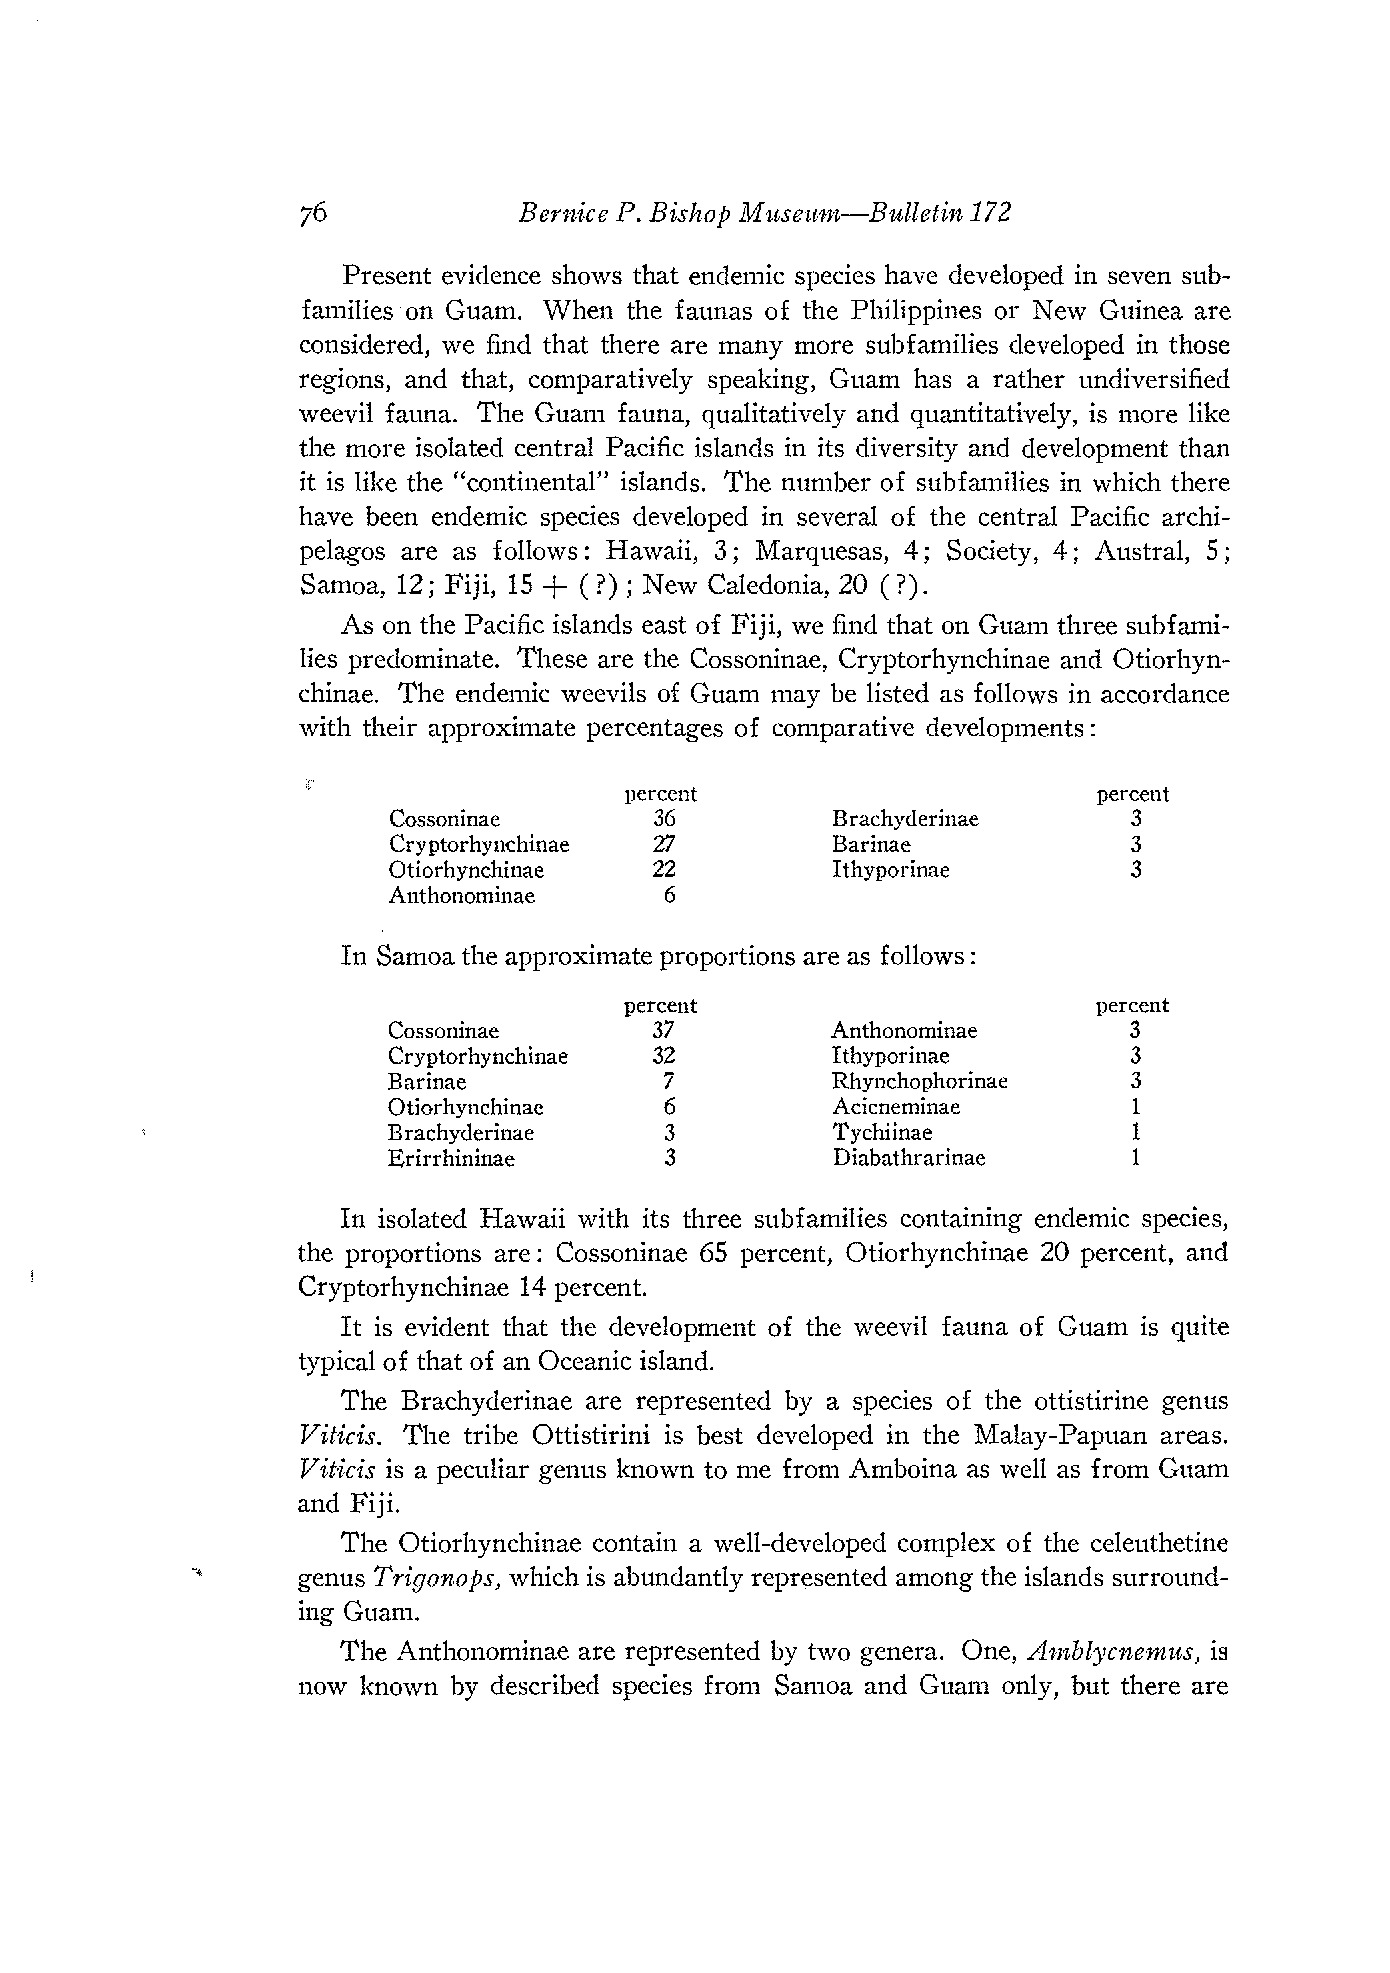 76 Bernice P. Bishop Museum—Bulletin 172
Present evidence shows that endemic species have developed in seven sub-
families on Guam. When the faunas of the Philippines or New Guinea are
considered, we find that there are many more subfamilies developed in those
regions, and that, comparatively speaking, Guam has a rather undiversified
weevil fauna. The Guam fauna, qualitatively and quantitatively, is more like
the more isolated central Pacific islands in its diversity and development than
it is like the “continental” islands. The number of subfamilies in which there
have been endemic species developed in several of the central Pacific archi-
pelagos are as follows: Hawaii, 3; Marquesas, 4; Society, 4; Austral, 5;
Samoa, 12; Fiji, 15 + (?); New Caledonia, 20 (?).
As on the Pacific islands east of Fiji, we find that on Guam three subfami-
lies predominate. These are the Cossoninae, Cryptorhynchinae and Otiorhyn-
chinae. The endemic weevils of Guam may be listed as follows in accordance
with their approximate percentages of comparative developments:
percent percent
Cossoninae 36 Brachyderinae 3
Cryptorhynchinae 27 Barinae 3
Otiorhynchinae 22 Ithyporinae 3
Anthonominae 6
In Samoa the approximate proportions are as follows:
percent percent
Cossoninae 37 Anthonominae 3
Cryptorhynchinae 32 Ithyporinae 3
Barinae 7 Rhynchophorinae 3
Otiorhynchinae 6 Acicneminae 1
Brachyderinae 3 Tychiinae 1
Erirrhininae 3 Diabathrarinae 1
In isolated Hawaii with its three subfamilies containing endemic species,
the proportions are: Cossoninae 65 percent, Otiorhynchinae 20 percent, and
Cryptorhynchinae 14 percent.
It is evident that the development of the weevil fauna of Guam is quite
typical of that of an Oceanic island.
The Brachyderinae are represented by a species of the ottistirine genus
Viticis. The tribe Ottistirini is best developed in the Malay-Papuan areas.
Viticis is a peculiar genus known to me from Amboina as well as from Guam
and Fiji.
The Otiorhynchinae contain a well-developed complex of the celeuthetine
genus Trigonops, which is abundantly represented among the islands surround-
ing Guam.
The Anthonominae are represented by two genera. One, Amblycnemus, is
now known by described species from Samoa and Guam only, but there are